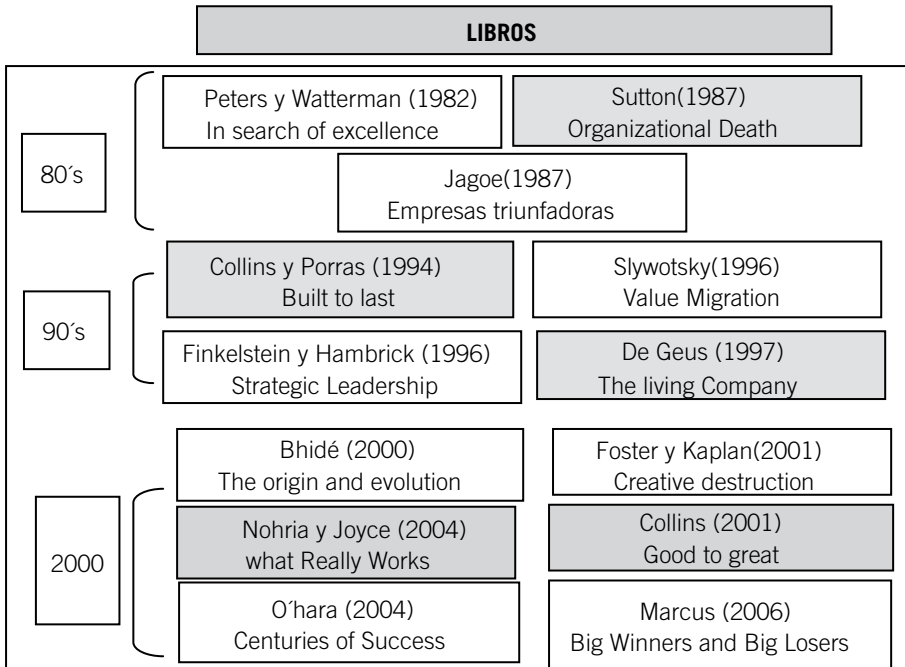 LIBROS
80´s
Peters y Watterman (1982)
In search of excellence
Sutton(1987)
Organizational Death
Jagoe(1987)
Empresas triunfadoras
90´s
Collins y Porras (1994)
Built to last
Slywotsky(1996)
Value Migration
Finkelstein y Hambrick (1996)
Strategic Leadership
De Geus (1997)
The living Company
2000
Bhidé (2000)
The origin and evolution
Foster y Kaplan(2001)
Creative destruction
Nohria y Joyce (2004)
what Really Works
Collins (2001)
Good to great
O´hara (2004)
Centuries of Success
Marcus (2006)
Big Winners and Big Losers